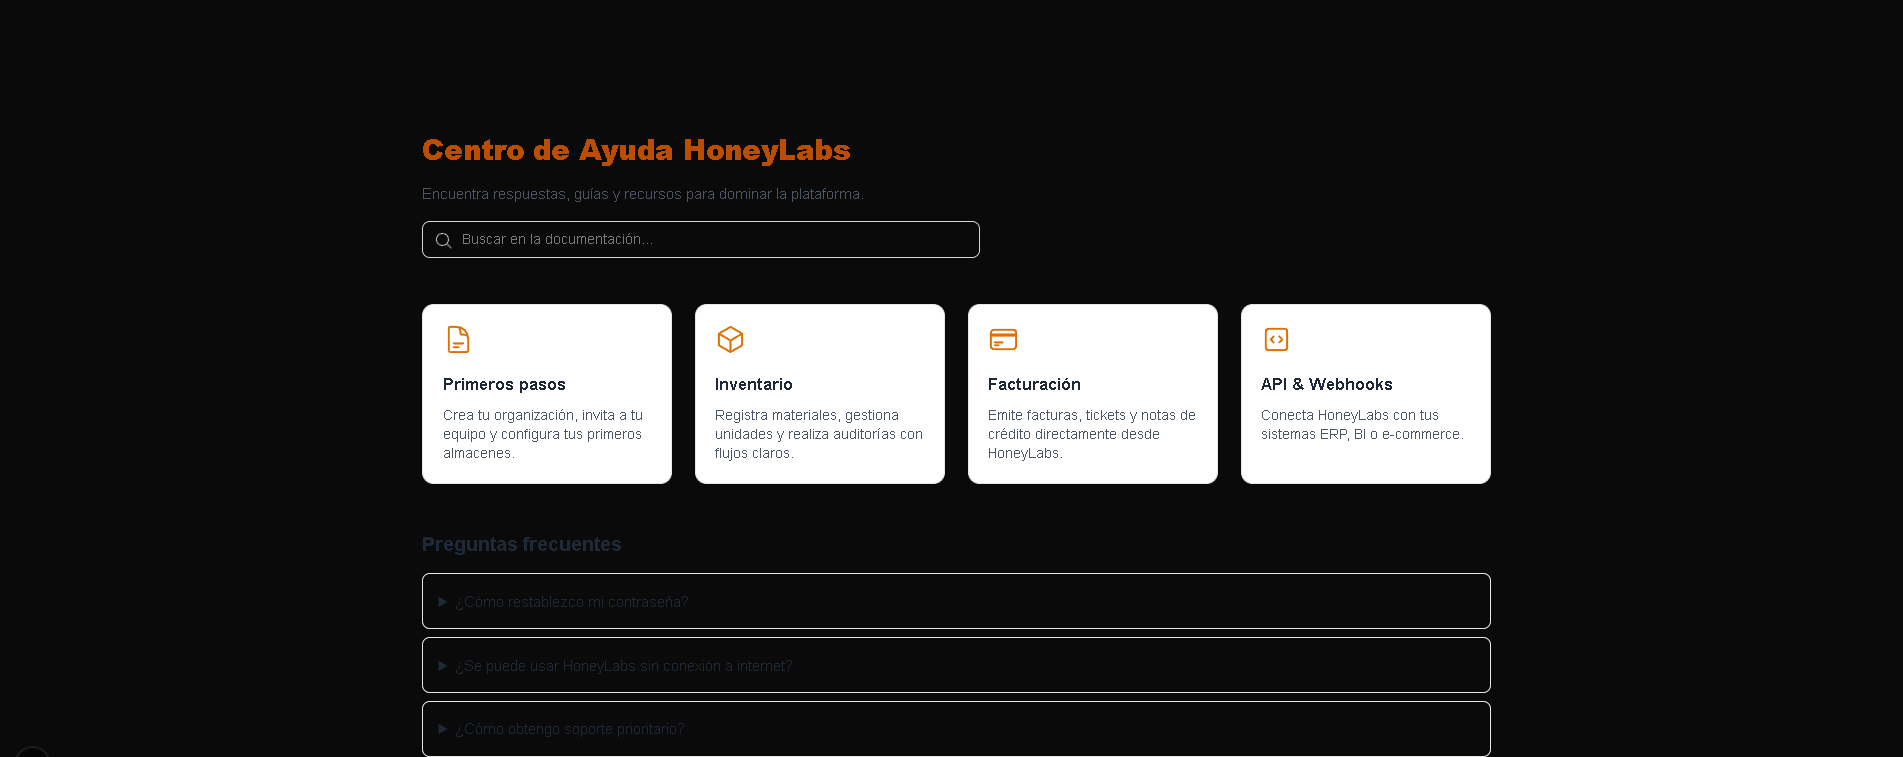 Centro de Ayuda HoneyLabs
Encuentra respuestas, guías y recursos para dominar la plataforma.
Buscar en la documentación...
Primeros pasos
Crea tu organización, invita a tu
equipo y configura tus primeros
almacenes.
Inventario
Registra materiales, gestiona
unidades y realiza auditorías con
flujos claros.
Facturación
Emite facturas, tickets y notas de
crédito directamente desde
HoneyLabs.
API & Webhooks
Conecta HoneyLabs con tus
sistemas ERP, BI o e-commerce.
Preguntas frecuentes
¿Cómo restablezco mi contraseña?
¿Se puede usar HoneyLabs sin conexión a internet?
¿Cómo obtengo soporte prioritario?